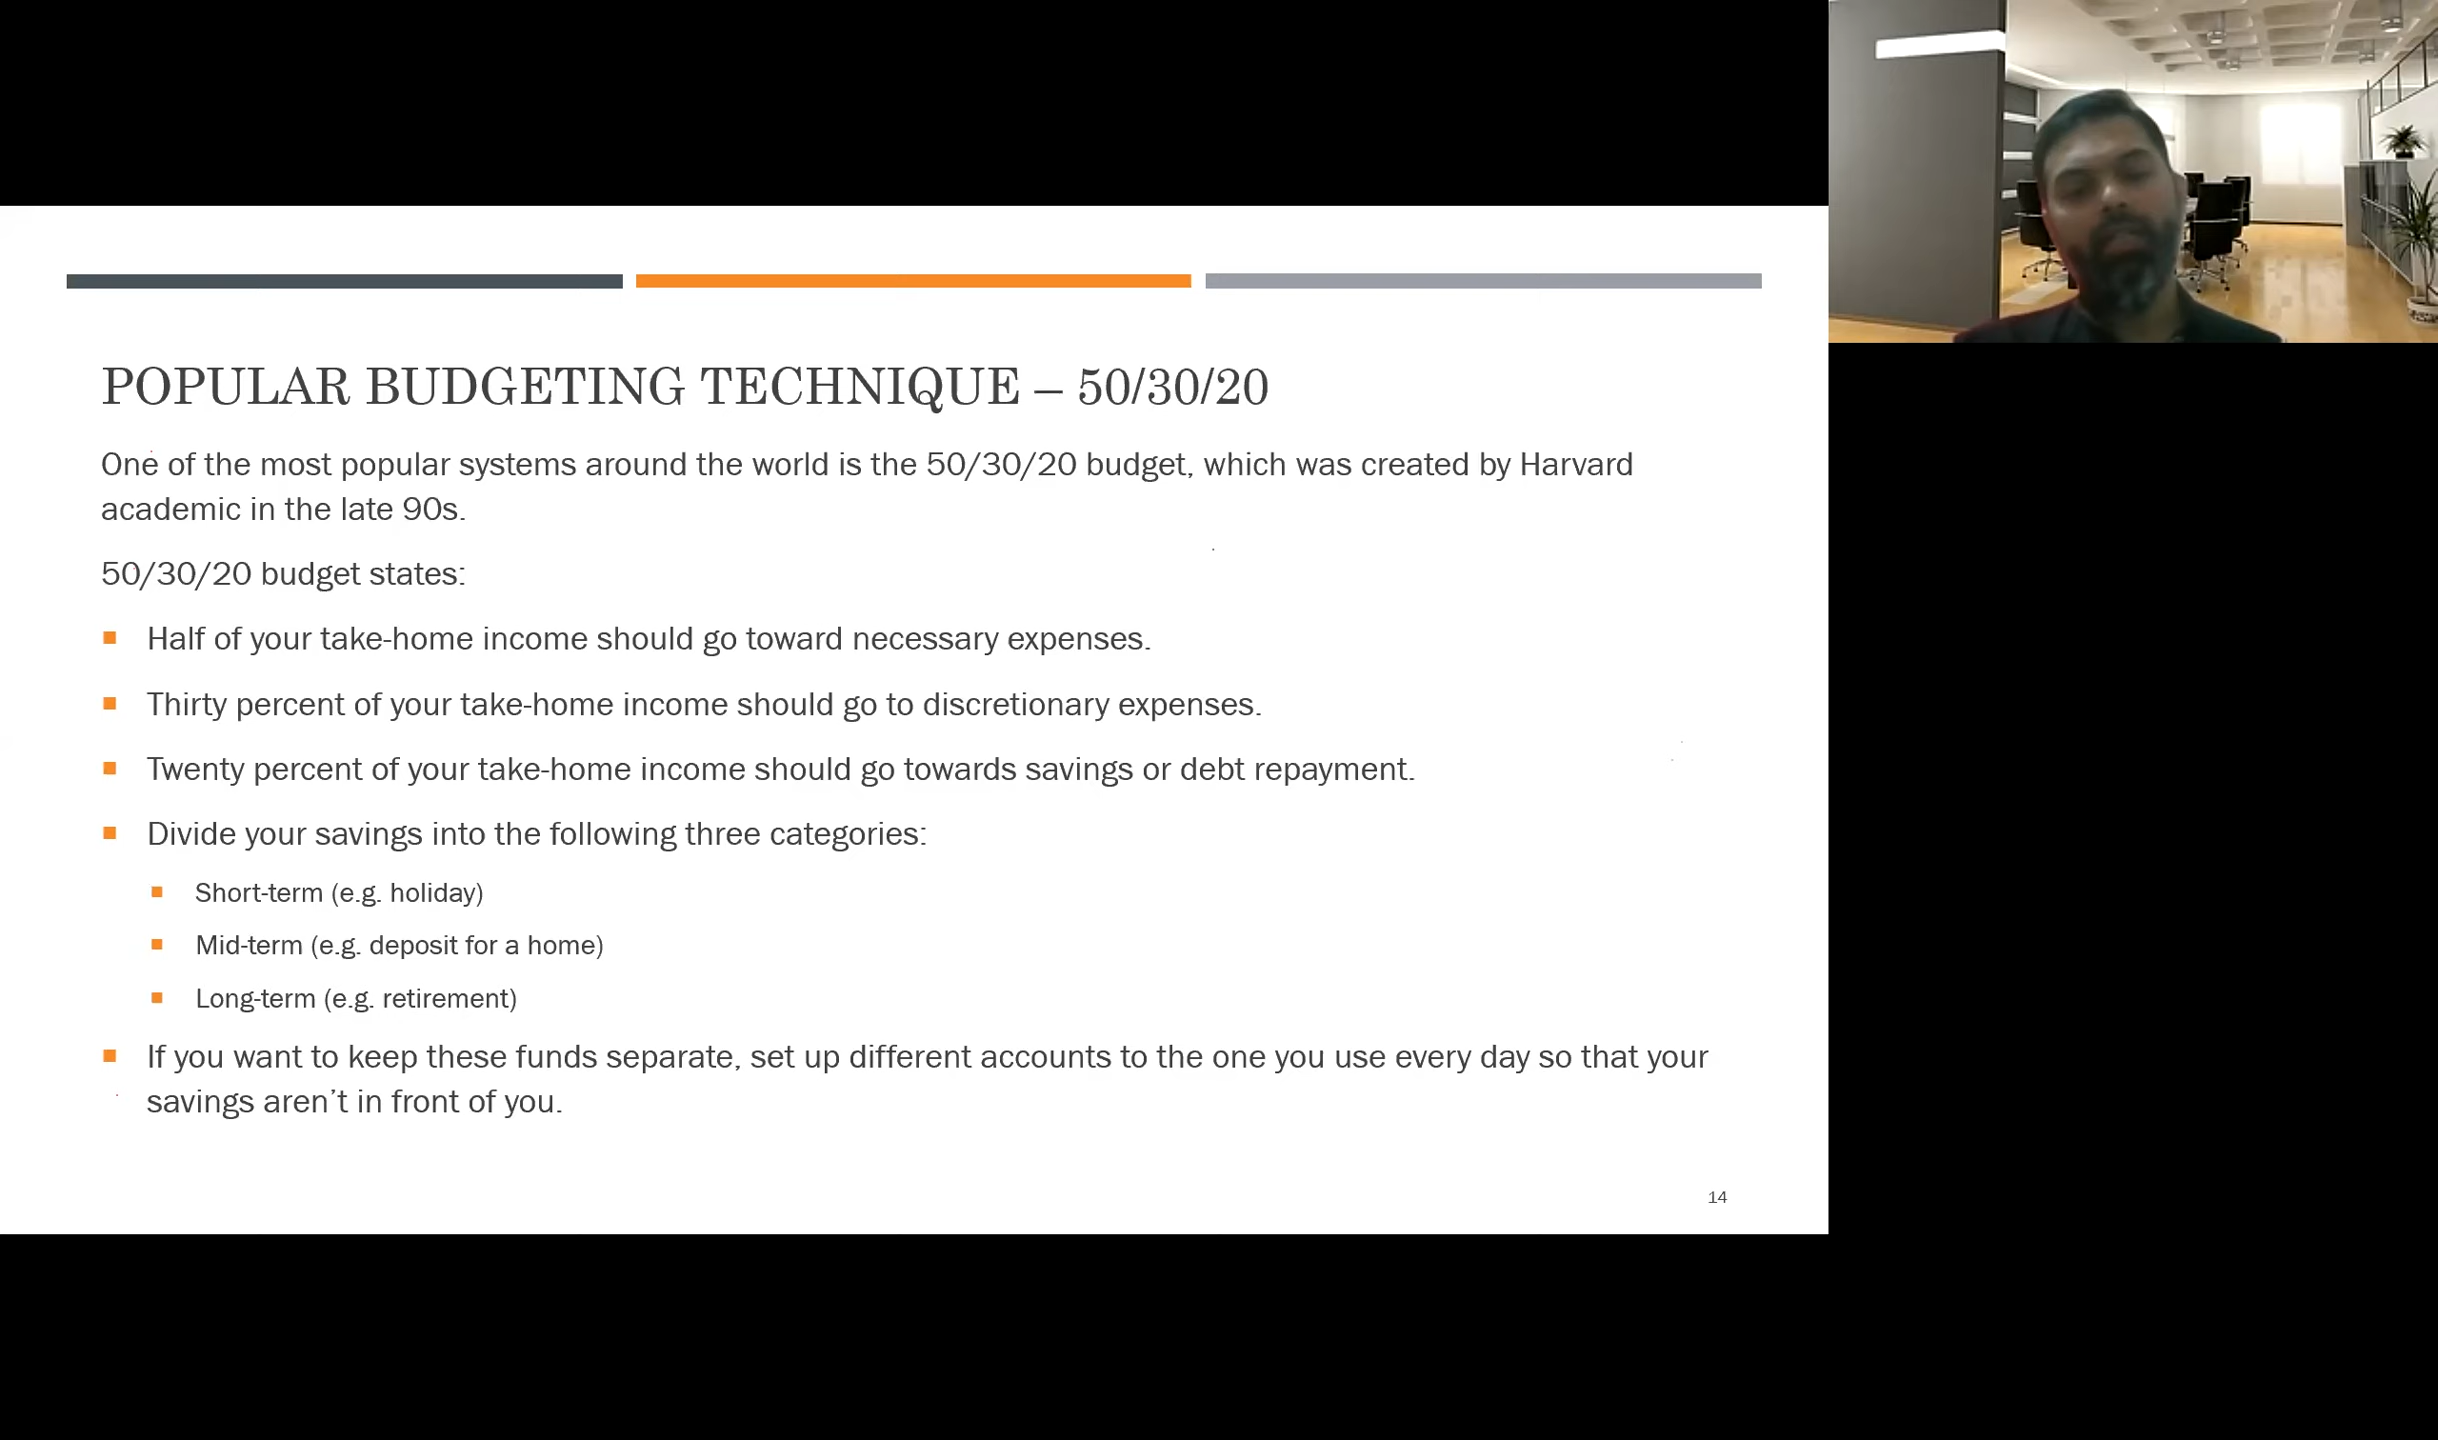 POPULAR BUDGETING TECHNIQUE – 50/30/20
One of the most popular systems around the world is the 50/30/20 budget, which was created by Harvard
academic in the late 90s.
50/30/20 budget states:
Half of your take-home income should go toward necessary expenses.
Thirty percent of your take-home income should go to discretionary expenses.
Twenty percent of your take-home income should go towards savings or debt repayment.
Divide your savings into the following three categories:
Short-term (e.g. holiday)
Mid-term (e.g. deposit for a home)
Long-term (e.g. retirement)
If you want to keep these funds separate, set up different accounts to the one you use every day so that your
savings aren’t in front of you.
14